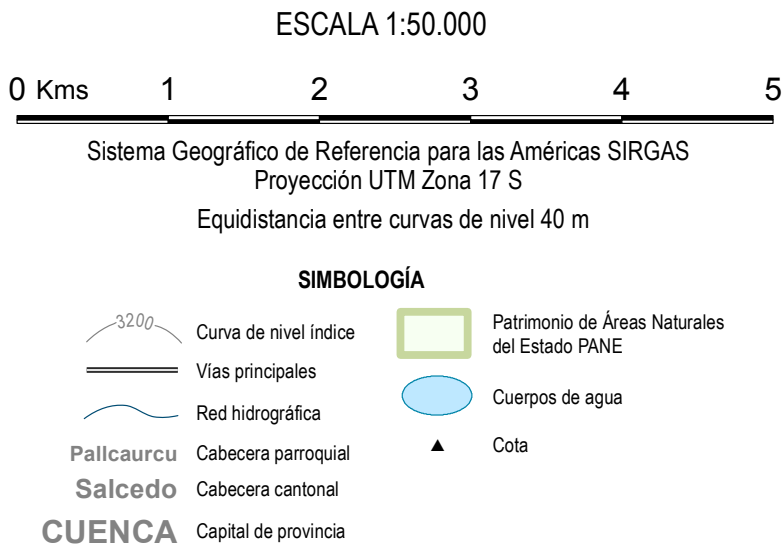 ESCALA 1:50.000
0 Kms 1 2 3 4 5
Sistema Geográfico de Referencia para las Américas SIRGAS
Proyección UTM Zona 17 S
Equidistancia entre curvas de nivel 40 m
SIMBOLOGÍA
3200 Curva de nivel índice
Vías principales
Red hidrográfica
Pallcaurcu Cabecera parroquial
Salcedo Cabecera cantonal
CUENCA Capital de provincia
Patrimonio de Áreas Naturales
del Estado PANE
Cuerpos de agua
Cota